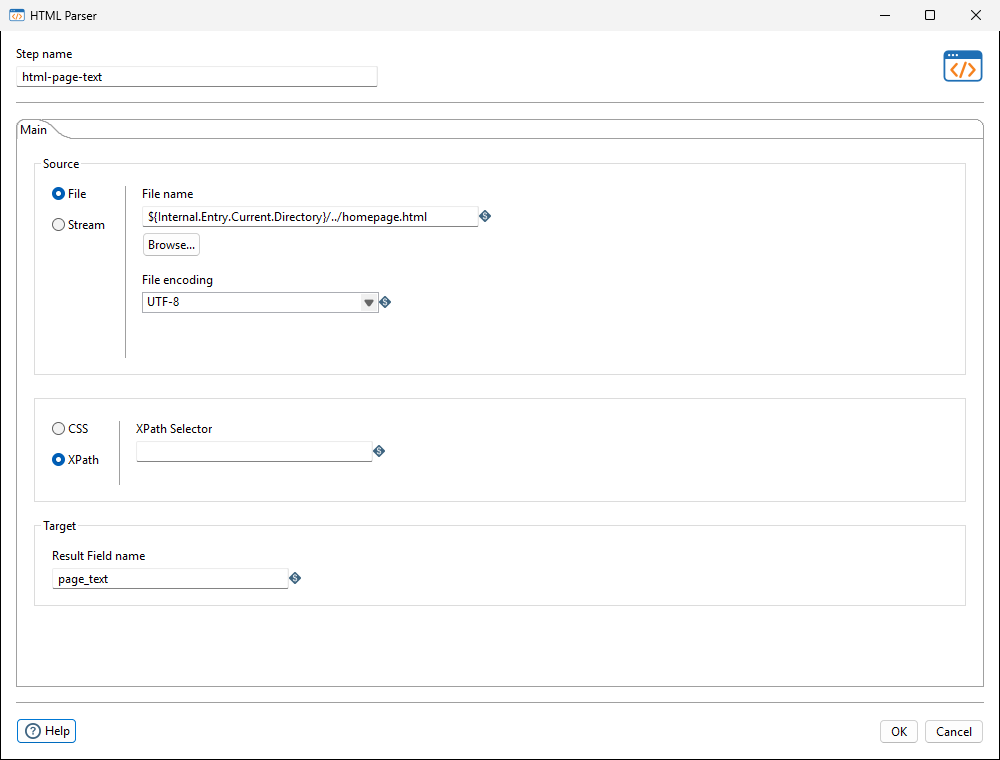 HTML Parser
Step name
html-page-text
Main
Source
File
Stream
File name
${Internal.Entry.Current.Directory}/../homepage.html
Browse...
File encoding
UTF-8
CSS
XPath
XPath Selector
Target
Result Field name
page_text
Help
OK
Cancel